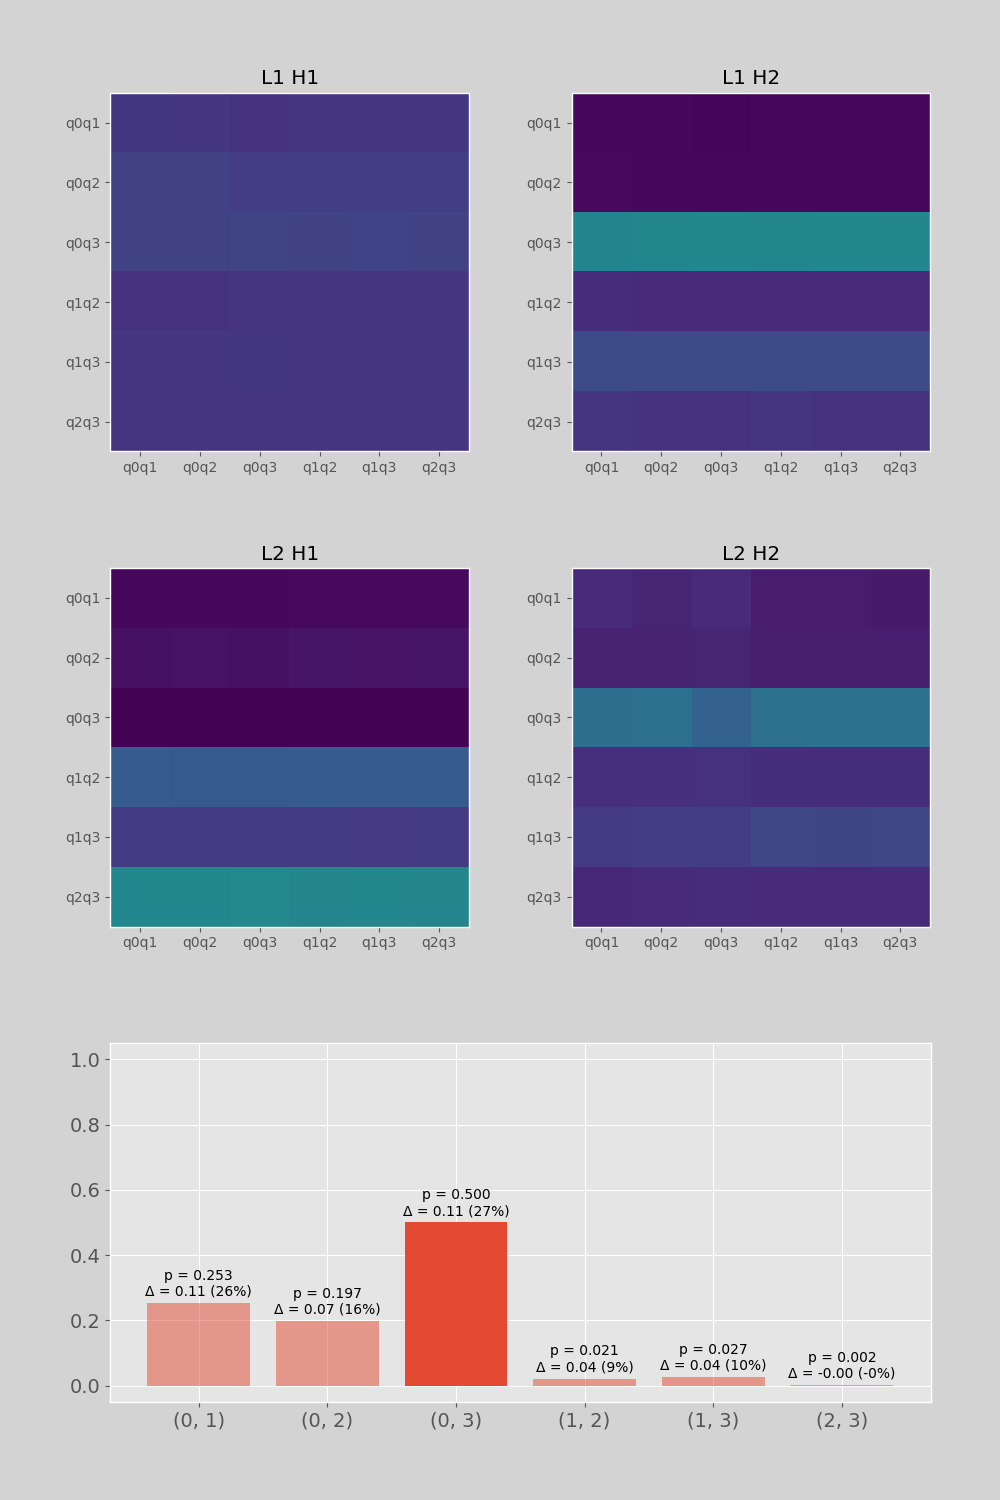 L1 H1
q0q1
q0q2
q0q3
q1q2
q1q3
q2q3
q0q1 q0q2 q0q3 q1q2 q1q3 q2q3
L1 H2
q0q1
q0q2
q0q3
q1q2
q1q3
q2q3
q0q1 q0q2 q0q3 q1q2 q1q3 q2q3
L2 H1
q0q1
q0q2
q0q3
q1q2
q1q3
q2q3
q0q1 q0q2 q0q3 q1q2 q1q3 q2q3
L2 H2
q0q1
q0q2
q0q3
q1q2
q1q3
q2q3
q0q1 q0q2 q0q3 q1q2 q1q3 q2q3
1.0
0.8
0.6
0.4
0.2
0.0
p = 0.253
Δ = 0.11 (26%)
p = 0.197
Δ = 0.07 (16%)
p = 0.500
Δ = 0.11 (27%)
p = 0.021
Δ = 0.04 (9%)
p = 0.027
Δ = 0.04 (10%)
p = 0.002
Δ = -0.00 (-0%)
(0, 1) (0, 2) (0, 3) (1, 2) (1, 3) (2, 3)